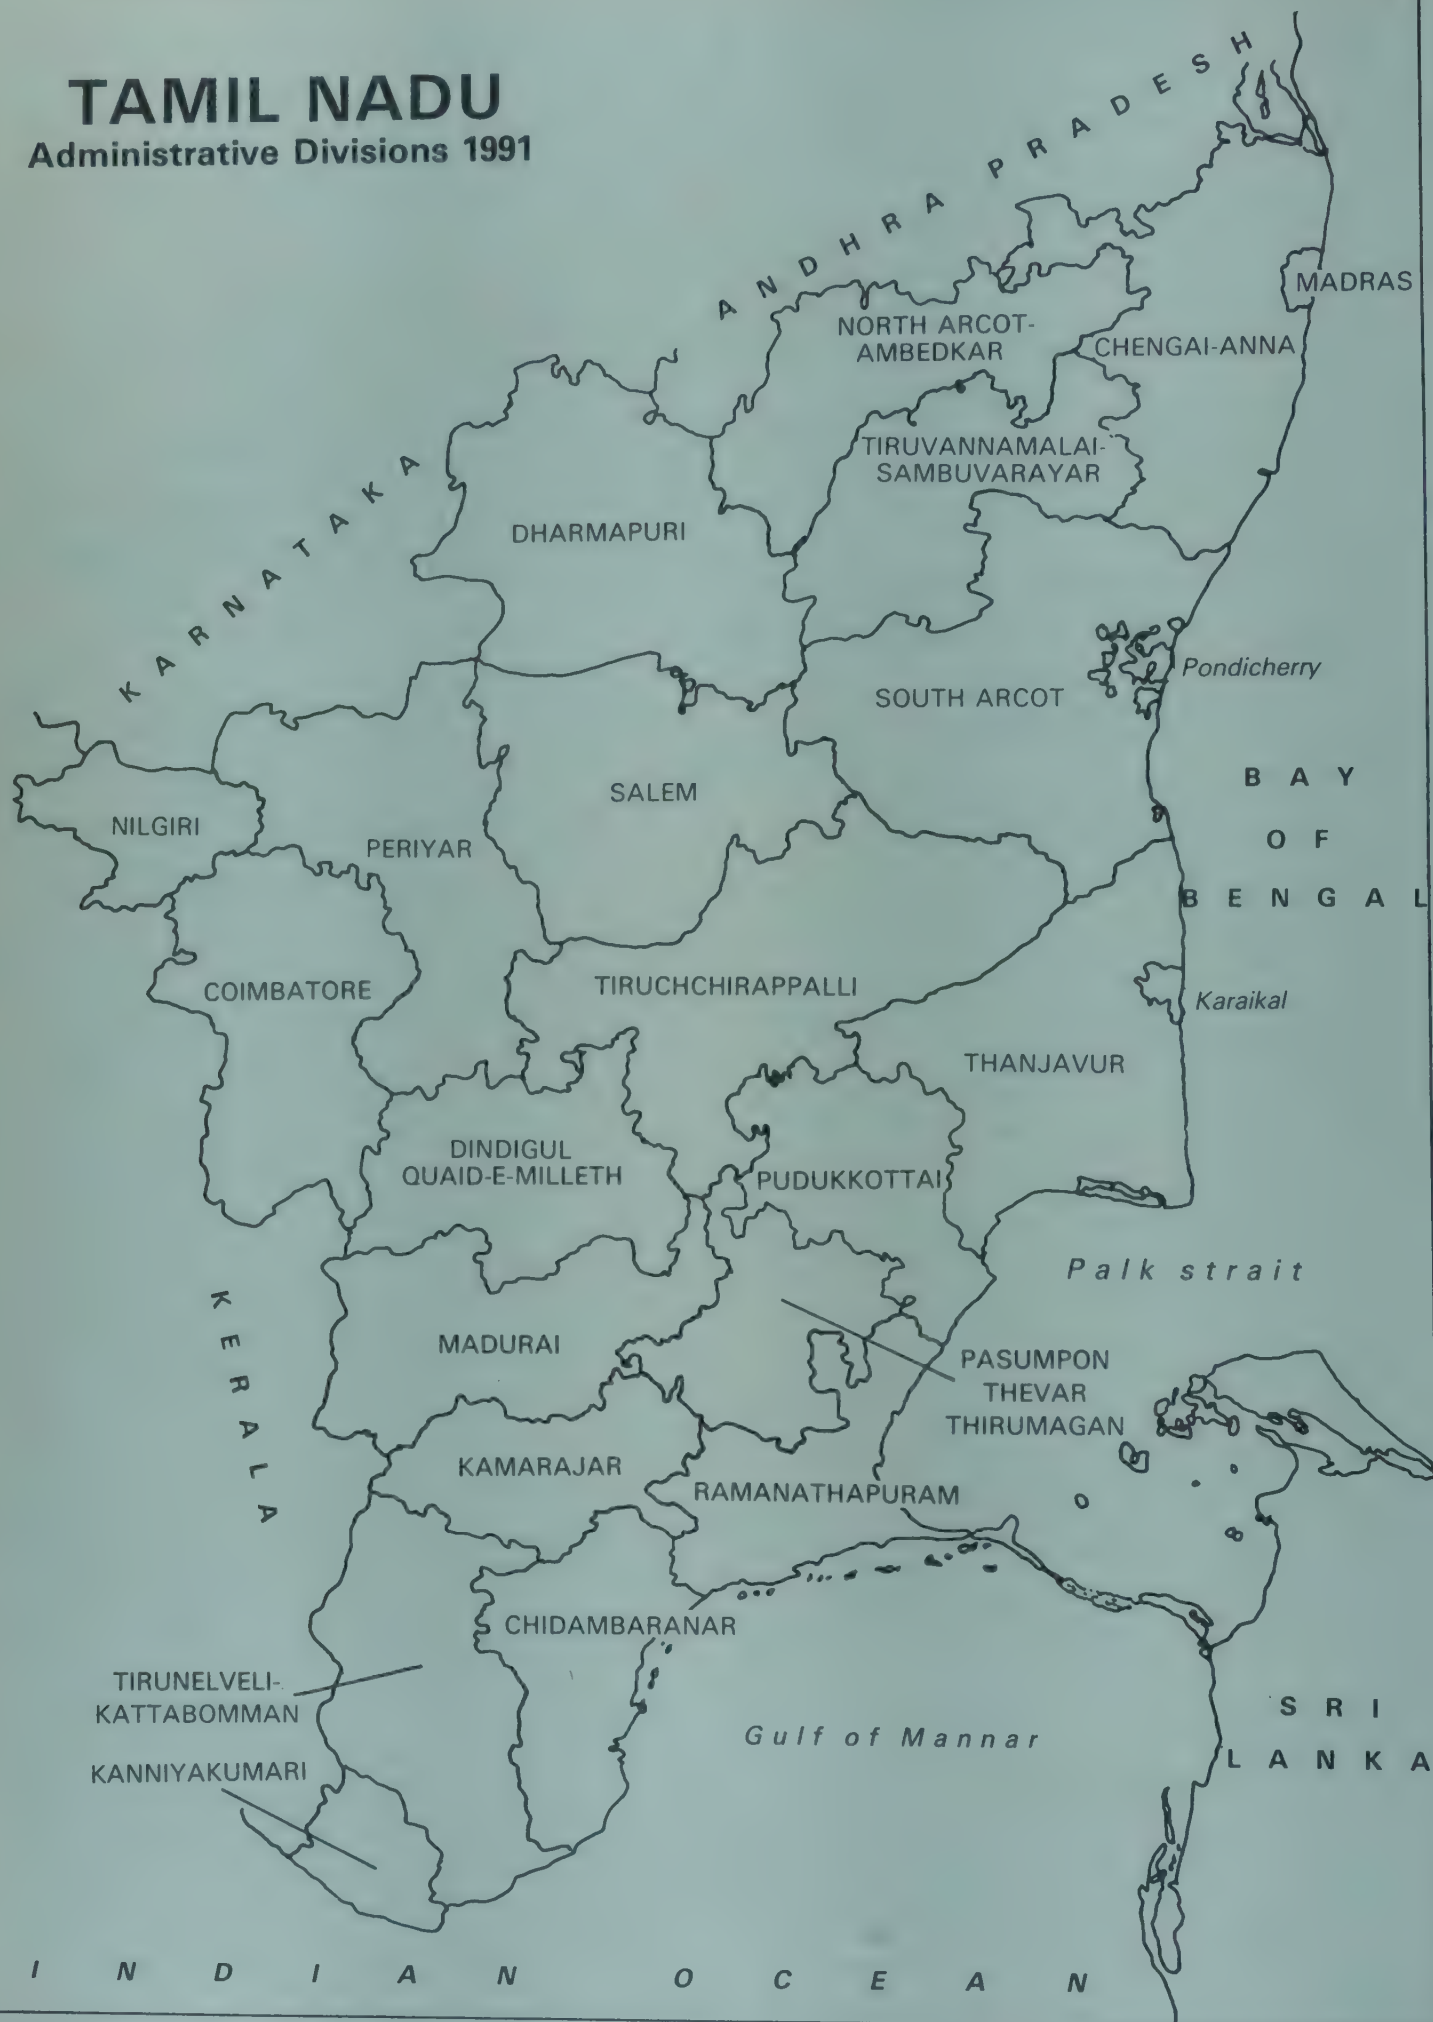 TAMIL NADU
Administrative Divisions 1991
ANDHRA PRADESH
MADRAS
NORTH ARCOT-
AMBEDKAR
CHENGAI-ANNA
KARNATAKA
TIRUVANNAMALAI-
SAMBUVARAYAR
DHARMAPURI
Pondicherry
SOUTH ARCOT
BAY
OF
BENGAL
SALEM
NILGIRI
PERIYAR
COIMBATORE
TIRUCHCHIRAPPALLI
Karaikal
THANJAVUR
DINDIGUL
QUAID-E-MILLETH
PUDUKKOTTAI
Palk strait
KERALA
MADURAI
PASUMPON
THEVAR
THIRUMAGAN
KAMARAJAR
RAMANATHAPURAM
CHIDAMBARANAR
TIRUNELVELI-
KATTABOMMAN
Gulf of Mannar
SRI
LANKA
KANNIYAKUMARI
INDIAN OCEAN